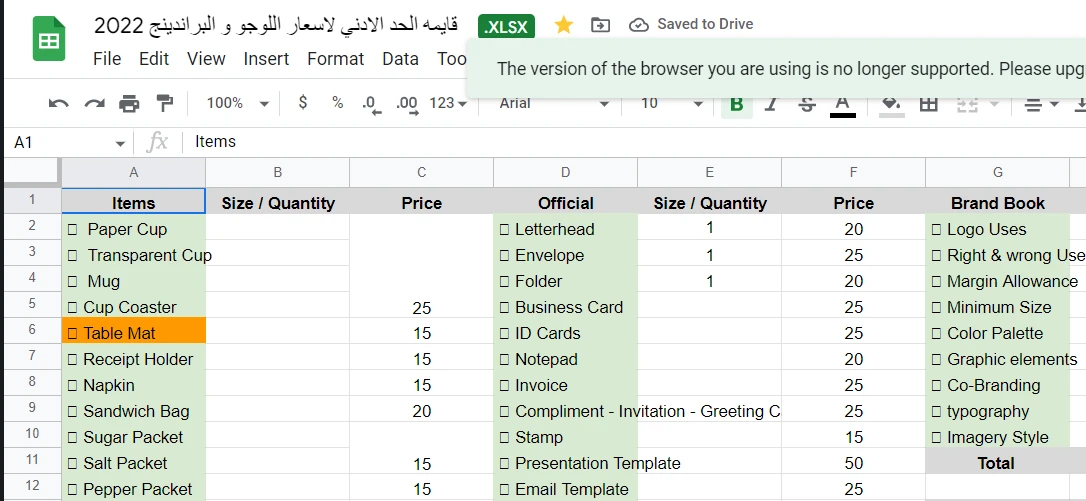 قايمه الحد الادني لاسعار اللوجو و البراندينج 2022 .XLSX Saved to Drive
File Edit View Insert Format Data Too
The version of the browser you are using is no longer supported. Please upg
100% $ % .0 .00 123 Arial 10 B I S A
A1 fx Items
A B C D E F G
1 Items Size / Quantity Price Official Size / Quantity Price Brand Book
2 Paper Cup Letterhead 1 20 Logo Uses
3 Transparent Cup Envelope 1 25 Right & wrong Use
4 Mug Folder 1 20 Margin Allowance
5 Cup Coaster 25 Business Card 25 Minimum Size
6 Table Mat 15 ID Cards 25 Color Palette
7 Receipt Holder 15 Notepad 20 Graphic elements
8 Napkin 15 Invoice 25 Co-Branding
9 Sandwich Bag 20 Compliment - Invitation - Greeting C 25 typography
10 Sugar Packet Stamp 15 Imagery Style
11 Salt Packet 15 Presentation Template 50 Total
12 Pepper Packet 15 Email Template 25